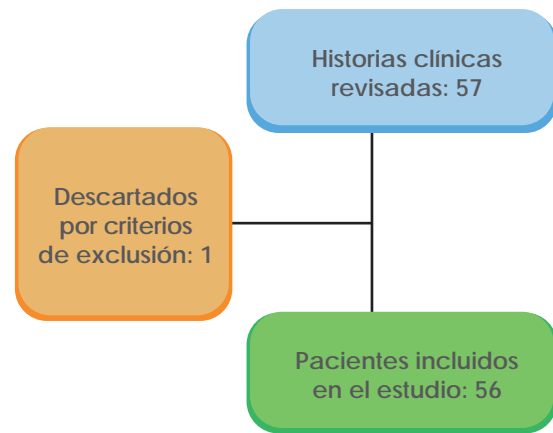 Historias clínicas
revisadas: 57
Descartados
por criterios
de exclusión: 1
Pacientes incluidos
en el estudio: 56